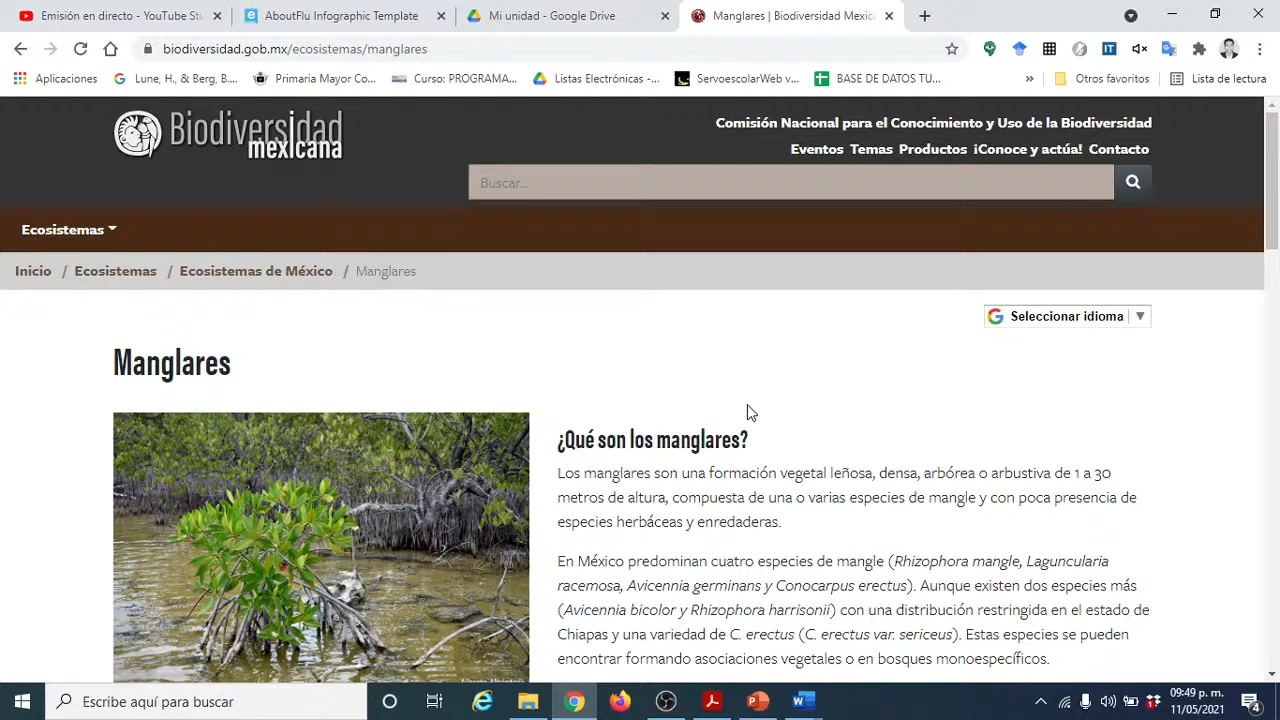 Emisión en directo - YouTube Stu
AboutFlu Infographic Template
Mi unidad - Google Drive
Manglares | Biodiversidad Mexica
biodiversidad.gob.mx/ecosistemas/manglares
Aplicaciones
Lune, H., & Berg, B....
Primaria Mayor Co...
Curso: PROGRAMA...
Listas Electrónicas -...
ServoescolarWeb v...
BASE DE DATOS TU...
»
Otros favoritos
Lista de lectura
Biodiversidad
mexicana
Comisión Nacional para el Conocimiento y Uso de la Biodiversidad
Eventos Temas Productos ¡Conoce y actúa! Contacto
Buscar...
Ecosistemas
Inicio / Ecosistemas / Ecosistemas de México / Manglares
Seleccionar idioma
Manglares
¿Qué son los manglares?
Los manglares son una formación vegetal leñosa, densa, arbórea o arbustiva de 1 a 30
metros de altura, compuesta de una o varias especies de mangle y con poca presencia de
especies herbáceas y enredaderas.
En México predominan cuatro especies de mangle (Rhizophora mangle, Laguncularia
racemosa, Avicennia germinans y Conocarpus erectus). Aunque existen dos especies más
(Avicennia bicolor y Rhizophora harrisonii) con una distribución restringida en el estado de
Chiapas y una variedad de C. erectus (C. erectus var. sericeus). Estas especies se pueden
encontrar formando asociaciones vegetales o en bosques monoespecíficos.
Escribe aquí para buscar
09:49 p. m.
11/05/2021